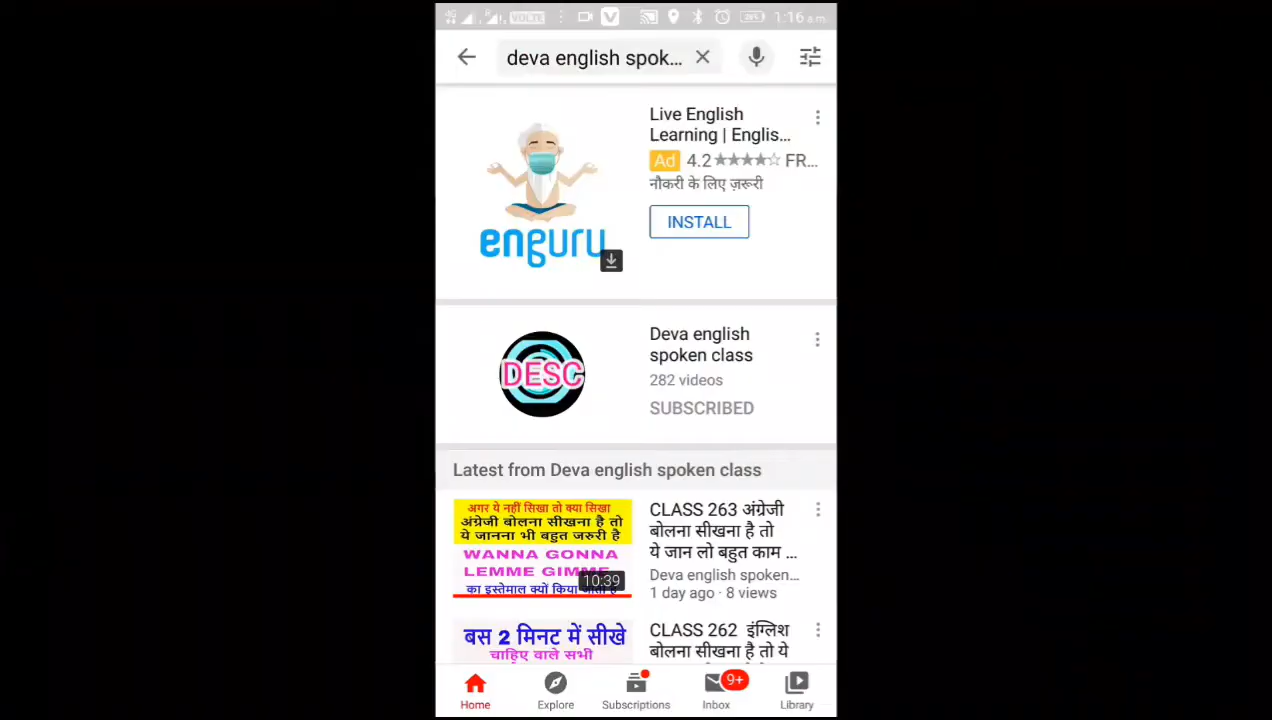 VOLTE 1:16 a.m.
deva english spok...
Live English
Learning | Englis...
Ad 4.2 FR...
नौकरी के लिए ज़रूरी
INSTALL
enguru
Deva english
spoken class
282 videos
SUBSCRIBED
DESC
Latest from Deva english spoken class
अगर ये नहीं सिखा तो क्या सिखा
अंग्रेजी बोलना सीखना है तो
ये जानना भी बहुत जरुरी है
WANNA GONNA
LEMME GIMME
10:39
का इस्तेमाल क्यों किया जाता है
CLASS 263 अंग्रेजी
बोलना सीखना है तो
ये जान लो बहुत काम ...
Deva english spoken...
1 day ago · 8 views
बस 2 मिनट में सीखे
चाहिए वाले सभी
CLASS 262 इंग्लिश
बोलना सीखना है तो ये
9+
Home Explore Subscriptions Inbox Library